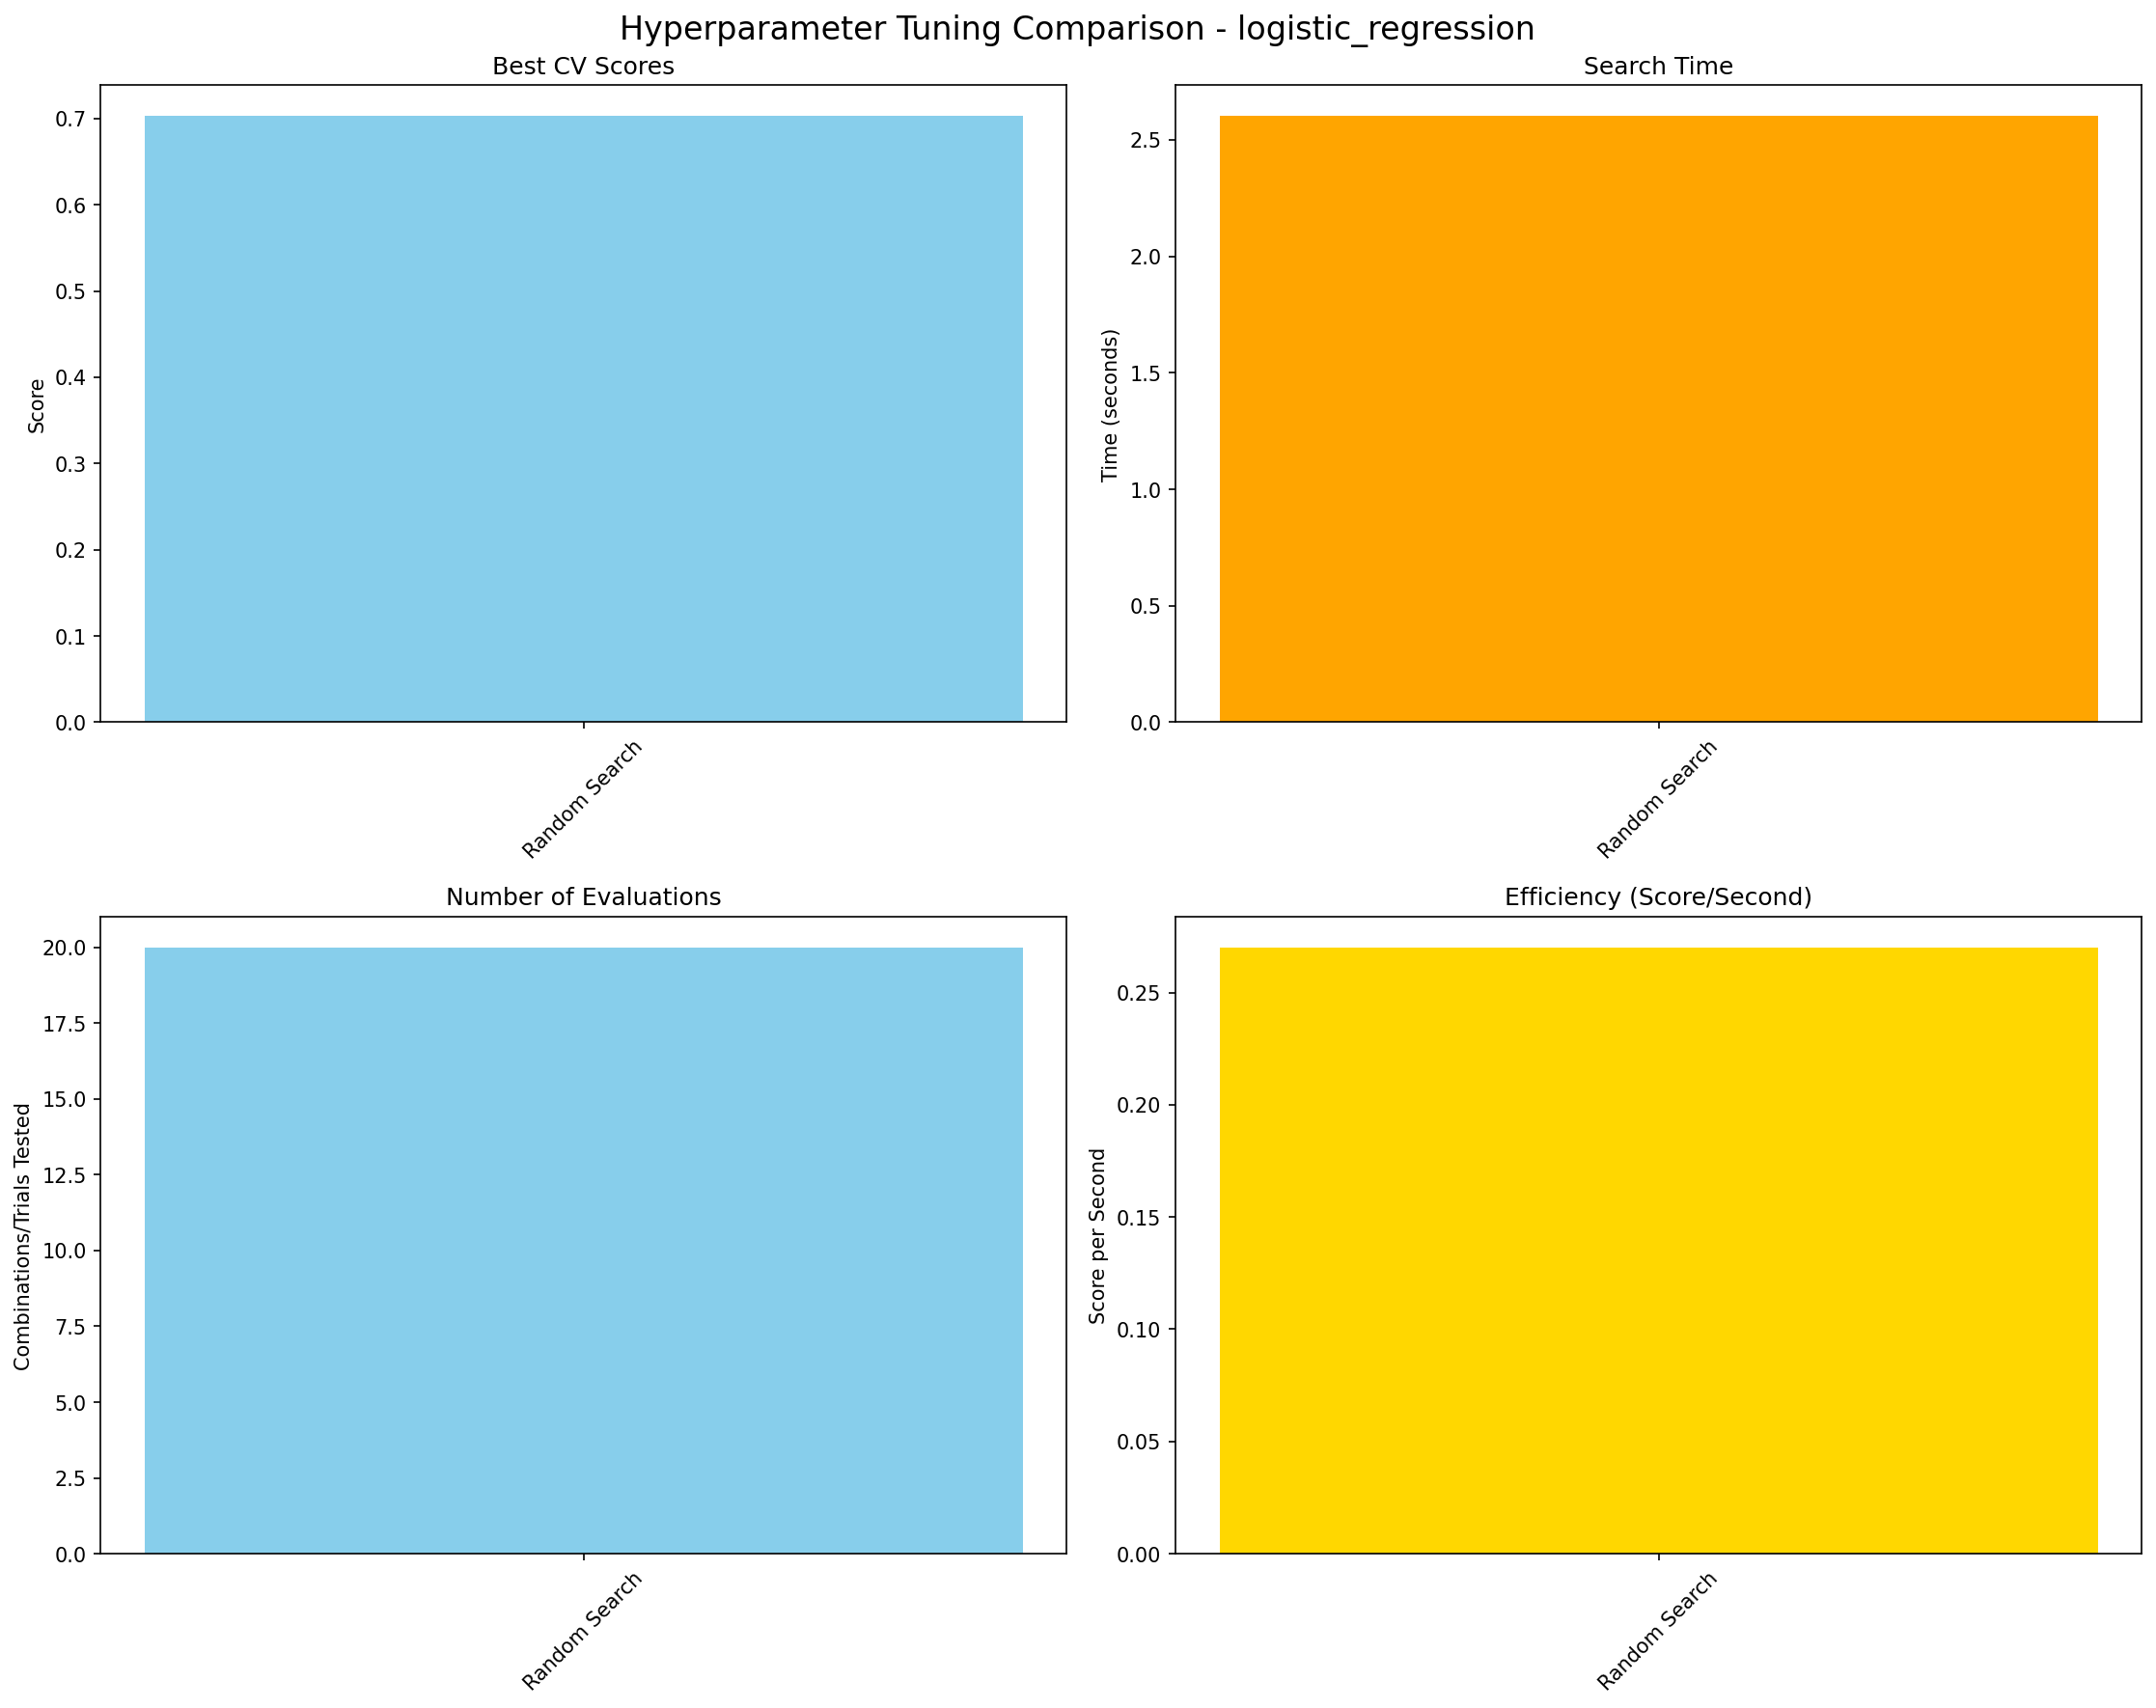 Hyperparameter Tuning Comparison - logistic_regression
Best CV Scores
Score
0.7
0.6
0.5
0.4
0.3
0.2
0.1
0.0
Random Search
Search Time
Time (seconds)
2.5
2.0
1.5
1.0
0.5
0.0
Random Search
Number of Evaluations
Combinations/Trials Tested
20.0
17.5
15.0
12.5
10.0
7.5
5.0
2.5
0.0
Random Search
Efficiency (Score/Second)
Score per Second
0.25
0.20
0.15
0.10
0.05
0.00
Random Search